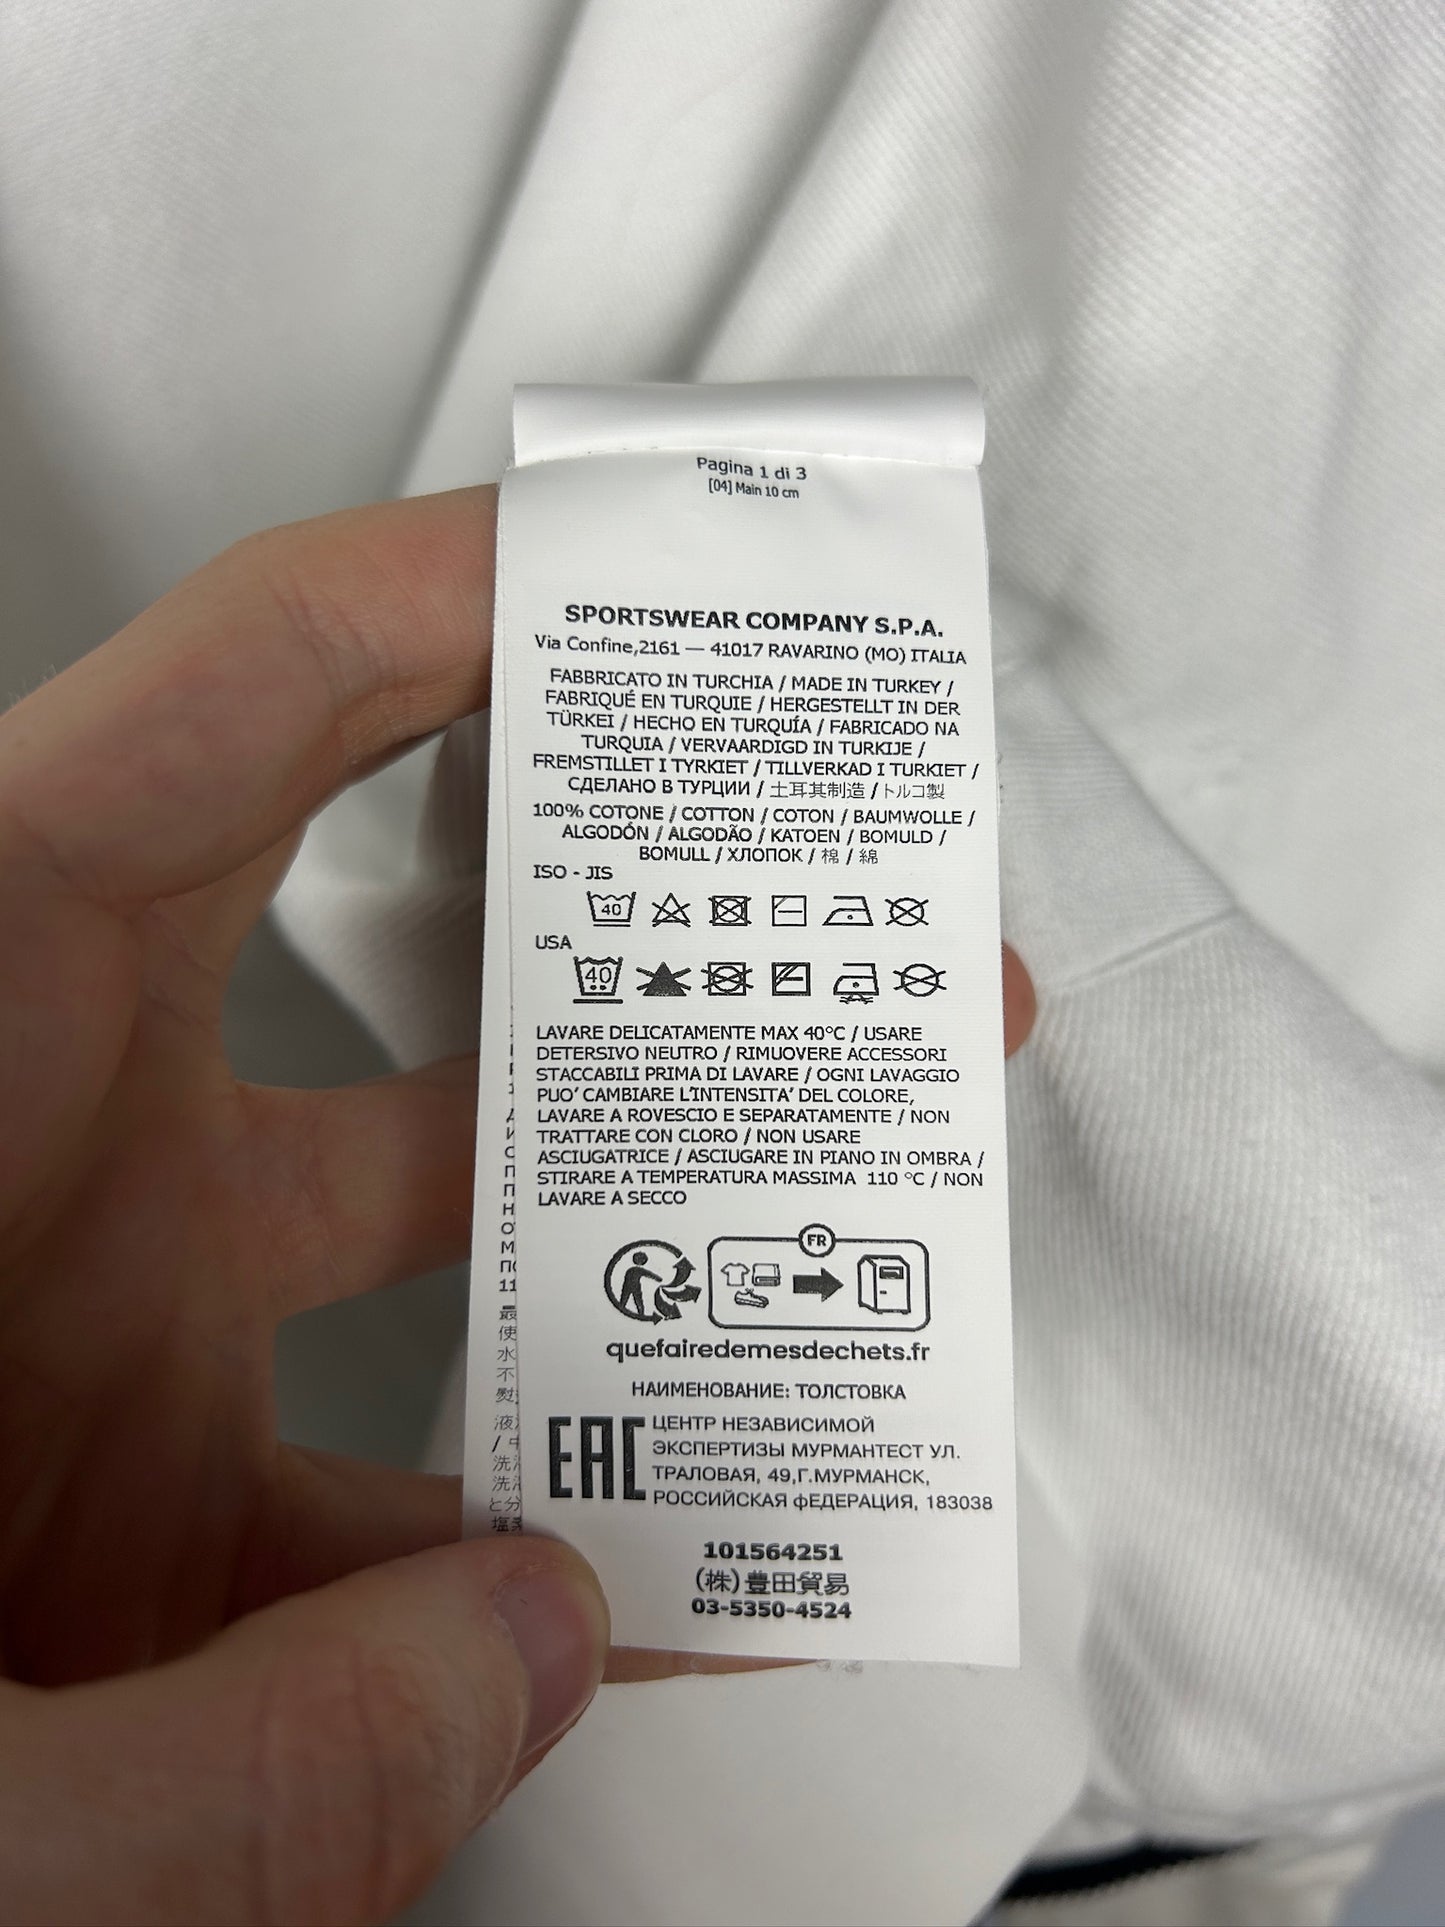 Pagina 1 di 3
[04] Main 10 cm
SPORTSWEAR COMPANY S.P.A.
Via Confine,2161 — 41017 RAVARINO (MO) ITALIA
FABBRICATO IN TURCHIA / MADE IN TURKEY /
FABRIQUÉ EN TURQUIE / HERGESTELLT IN DER
TÜRKEI / HECHO EN TURQUÍA / FABRICADO NA
TURQUIA / VERVAARDIGD IN TURKIJE /
FREMSTILLET I TYRKIET / TILLVERKAD I TURKIET /
СДЕЛАНО В ТУРЦИИ / 土耳其制造 / トルコ製
100% COTONE / COTTON / COTON / BAUMWOLLE /
ALGODÓN / ALGODÃO / KATOEN / BOMULD /
BOMULL / ХЛОПОК / 棉 / 綿
ISO - JIS
40
USA
40
LAVARE DELICATAMENTE MAX 40°C / USARE
DETERSIVO NEUTRO / RIMUOVERE ACCESSORI
STACCABILI PRIMA DI LAVARE / OGNI LAVAGGIO
PUO' CAMBIARE L'INTENSITA' DEL COLORE,
LAVARE A ROVESCIO E SEPARATAMENTE / NON
TRATTARE CON CLORO / NON USARE
ASCIUGATRICE / ASCIUGARE IN PIANO IN OMBRA /
STIRARE A TEMPERATURA MASSIMA 110 °C / NON
LAVARE A SECCO
FR
quefairedemesdechets.fr
НАИМЕНОВАНИЕ: ТОЛСТОВКА
EAC
ЦЕНТР НЕЗАВИСИМОЙ
ЭКСПЕРТИЗЫ МУРМАНТЕСТ УЛ.
ТРАЛОВАЯ, 49,Г.МУРМАНСК,
РОССИЙСКАЯ фЕДЕРАЦИЯ, 183038
101564251
(株)豊田貿易
03-5350-4524